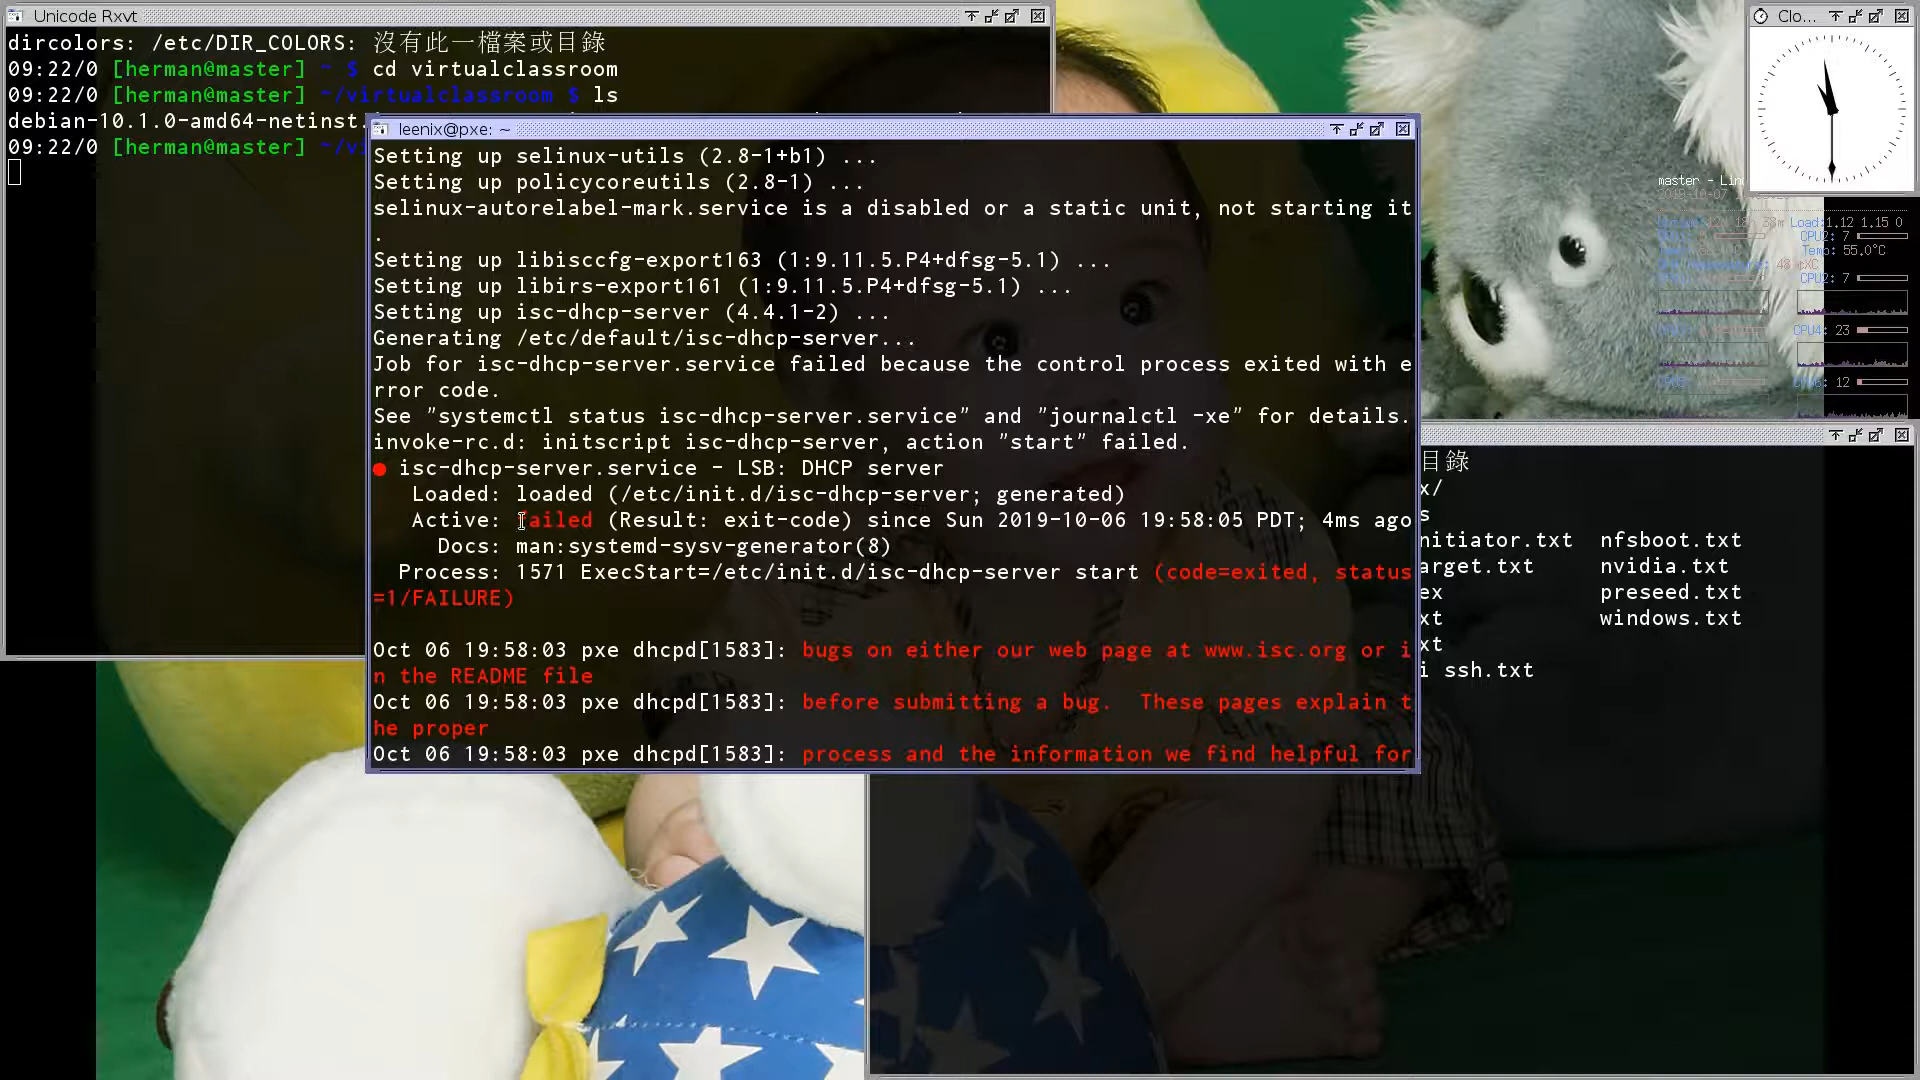 Unicode Rxvt
dircolors: /etc/DIR_COLORS: 沒有此一檔案或目錄
09:22/0 [herman@master] ~ $ cd virtualclassroom
09:22/0 [herman@master] ~/virtualclassroom $ ls
debian-10.1.0-amd64-netinst.
09:22/0 [herman@master] ~/vi
leenix@pxe: ~
Setting up selinux-utils (2.8-1+b1) ...
Setting up policycoreutils (2.8-1) ...
selinux-autorelabel-mark.service is a disabled or a static unit, not starting it
.
Setting up libisccfg-export163 (1:9.11.5.P4+dfsg-5.1) ...
Setting up libirs-export161 (1:9.11.5.P4+dfsg-5.1) ...
Setting up isc-dhcp-server (4.4.1-2) ...
Generating /etc/default/isc-dhcp-server...
Job for isc-dhcp-server.service failed because the control process exited with e
rror code.
See "systemctl status isc-dhcp-server.service" and "journalctl -xe" for details.
invoke-rc.d: initscript isc-dhcp-server, action "start" failed.
● isc-dhcp-server.service - LSB: DHCP server
Loaded: loaded (/etc/init.d/isc-dhcp-server; generated)
Active: failed (Result: exit-code) since Sun 2019-10-06 19:58:05 PDT; 4ms ago
Docs: man:systemd-sysv-generator(8)
Process: 1571 ExecStart=/etc/init.d/isc-dhcp-server start (code=exited, status
=1/FAILURE)
Oct 06 19:58:03 pxe dhcpd[1583]: bugs on either our web page at www.isc.org or i
n the README file
Oct 06 19:58:03 pxe dhcpd[1583]: before submitting a bug.  These pages explain t
he proper
Oct 06 19:58:03 pxe dhcpd[1583]: process and the information we find helpful for
Clo...
master - Lin
Load:1.12 1.15 0
CPU2: 7
Temp: 55.0°C
CPU2: 7
CPU4: 23
CPU6: 12
目錄
x/
s
nitiator.txt nfsboot.txt
arget.txt nvidia.txt
ex preseed.txt
xt windows.txt
xt
i ssh.txt